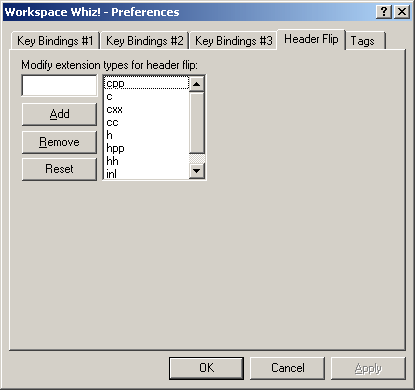 Workspace Whiz! - Preferences
Key Bindings #1 Key Bindings #2 Key Bindings #3 Header Flip Tags
Modify extension types for header flip:
cpp
c
Add
cxx
cc
Remove
h
hpp
Reset
hh
inl
OK Cancel Apply